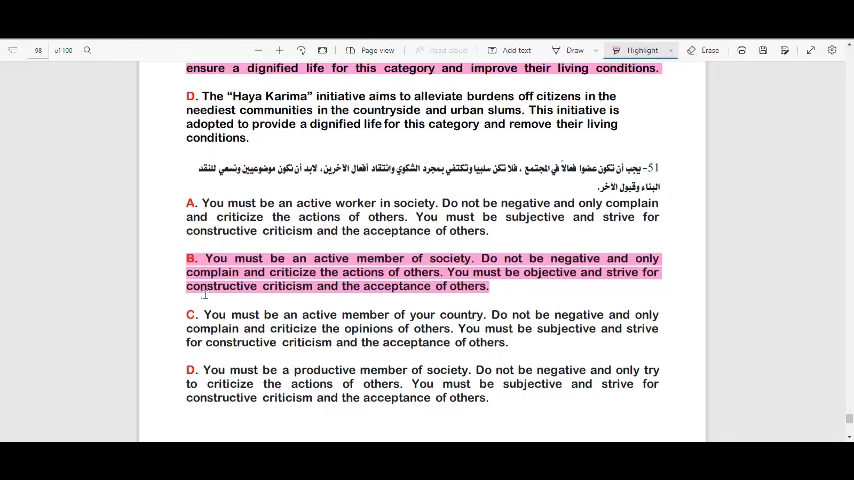 98 of 100
Page view
Read aloud
Add text
Draw
Highlight
Erase
ensure a dignified life for this category and improve their living conditions.
D. The “Haya Karima” initiative aims to alleviate burdens off citizens in the
neediest communities in the countryside and urban slums. This initiative is
adopted to provide a dignified life for this category and remove their living
conditions.
51- يجب أن تكون عضوا فعالاً في المجتمع ، فلا تكن سلبيا وتكتفي بمجرد الشكوي وانتقاد أفعال الآخرين، لابد أن نكون موضوعيين ونسعي للنقد
البناء وقبول الآخر.
A. You must be an active worker in society. Do not be negative and only complain
and criticize the actions of others. You must be subjective and strive for
constructive criticism and the acceptance of others.
B. You must be an active member of society. Do not be negative and only
complain and criticize the actions of others. You must be objective and strive for
constructive criticism and the acceptance of others.
C. You must be an active member of your country. Do not be negative and only
complain and criticize the opinions of others. You must be subjective and strive
for constructive criticism and the acceptance of others.
D. You must be a productive member of society. Do not be negative and only try
to criticize the actions of others. You must be subjective and strive for
constructive criticism and the acceptance of others.